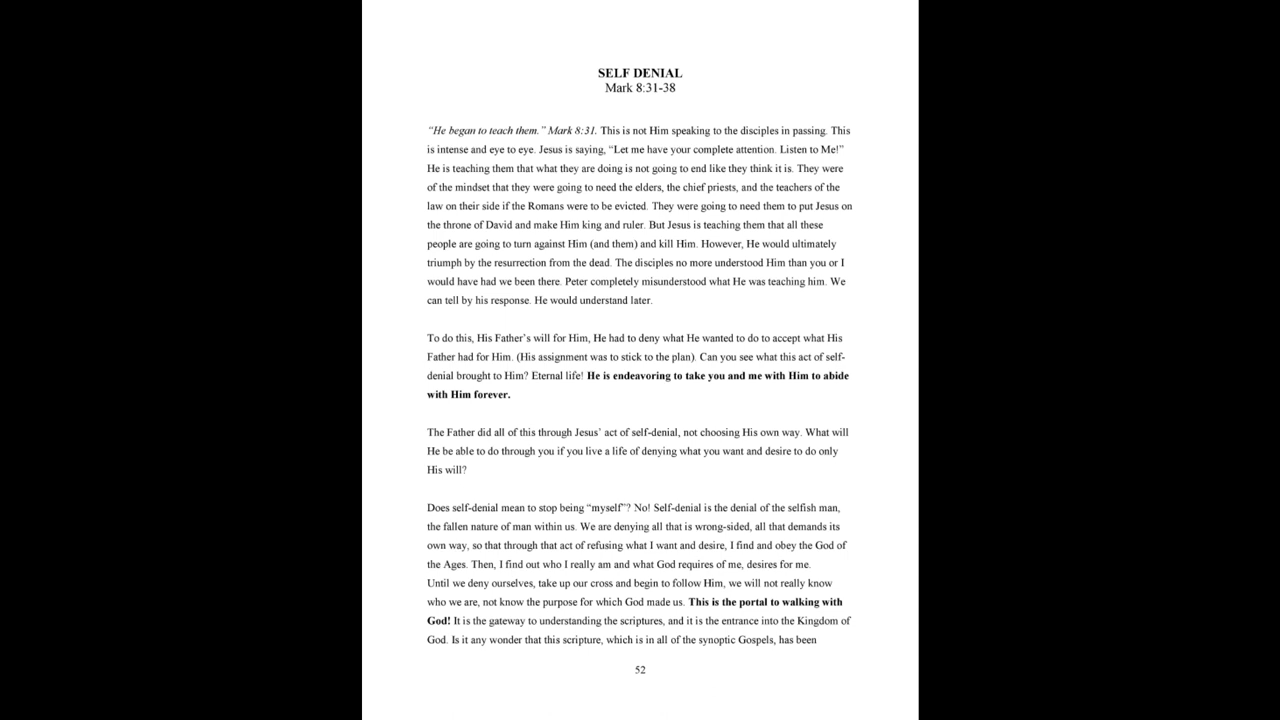 SELF DENIAL
Mark 8:31-38
“He began to teach them.” Mark 8:31. This is not Him speaking to the disciples in passing. This
is intense and eye to eye. Jesus is saying, “Let me have your complete attention. Listen to Me!”
He is teaching them that what they are doing is not going to end like they think it is. They were
of the mindset that they were going to need the elders, the chief priests, and the teachers of the
law on their side if the Romans were to be evicted. They were going to need them to put Jesus on
the throne of David and make Him king and ruler. But Jesus is teaching them that all these
people are going to turn against Him (and them) and kill Him. However, He would ultimately
triumph by the resurrection from the dead. The disciples no more understood Him than you or I
would have had we been there. Peter completely misunderstood what He was teaching him. We
can tell by his response. He would understand later.
To do this, His Father’s will for Him, He had to deny what He wanted to do to accept what His
Father had for Him. (His assignment was to stick to the plan). Can you see what this act of self-
denial brought to Him? Eternal life! He is endeavoring to take you and me with Him to abide
with Him forever.
The Father did all of this through Jesus’ act of self-denial, not choosing His own way. What will
He be able to do through you if you live a life of denying what you want and desire to do only
His will?
Does self-denial mean to stop being “myself”? No! Self-denial is the denial of the selfish man,
the fallen nature of man within us. We are denying all that is wrong-sided, all that demands its
own way, so that through that act of refusing what I want and desire, I find and obey the God of
the Ages. Then, I find out who I really am and what God requires of me, desires for me.
Until we deny ourselves, take up our cross and begin to follow Him, we will not really know
who we are, not know the purpose for which God made us. This is the portal to walking with
God! It is the gateway to understanding the scriptures, and it is the entrance into the Kingdom of
God. Is it any wonder that this scripture, which is in all of the synoptic Gospels, has been
52